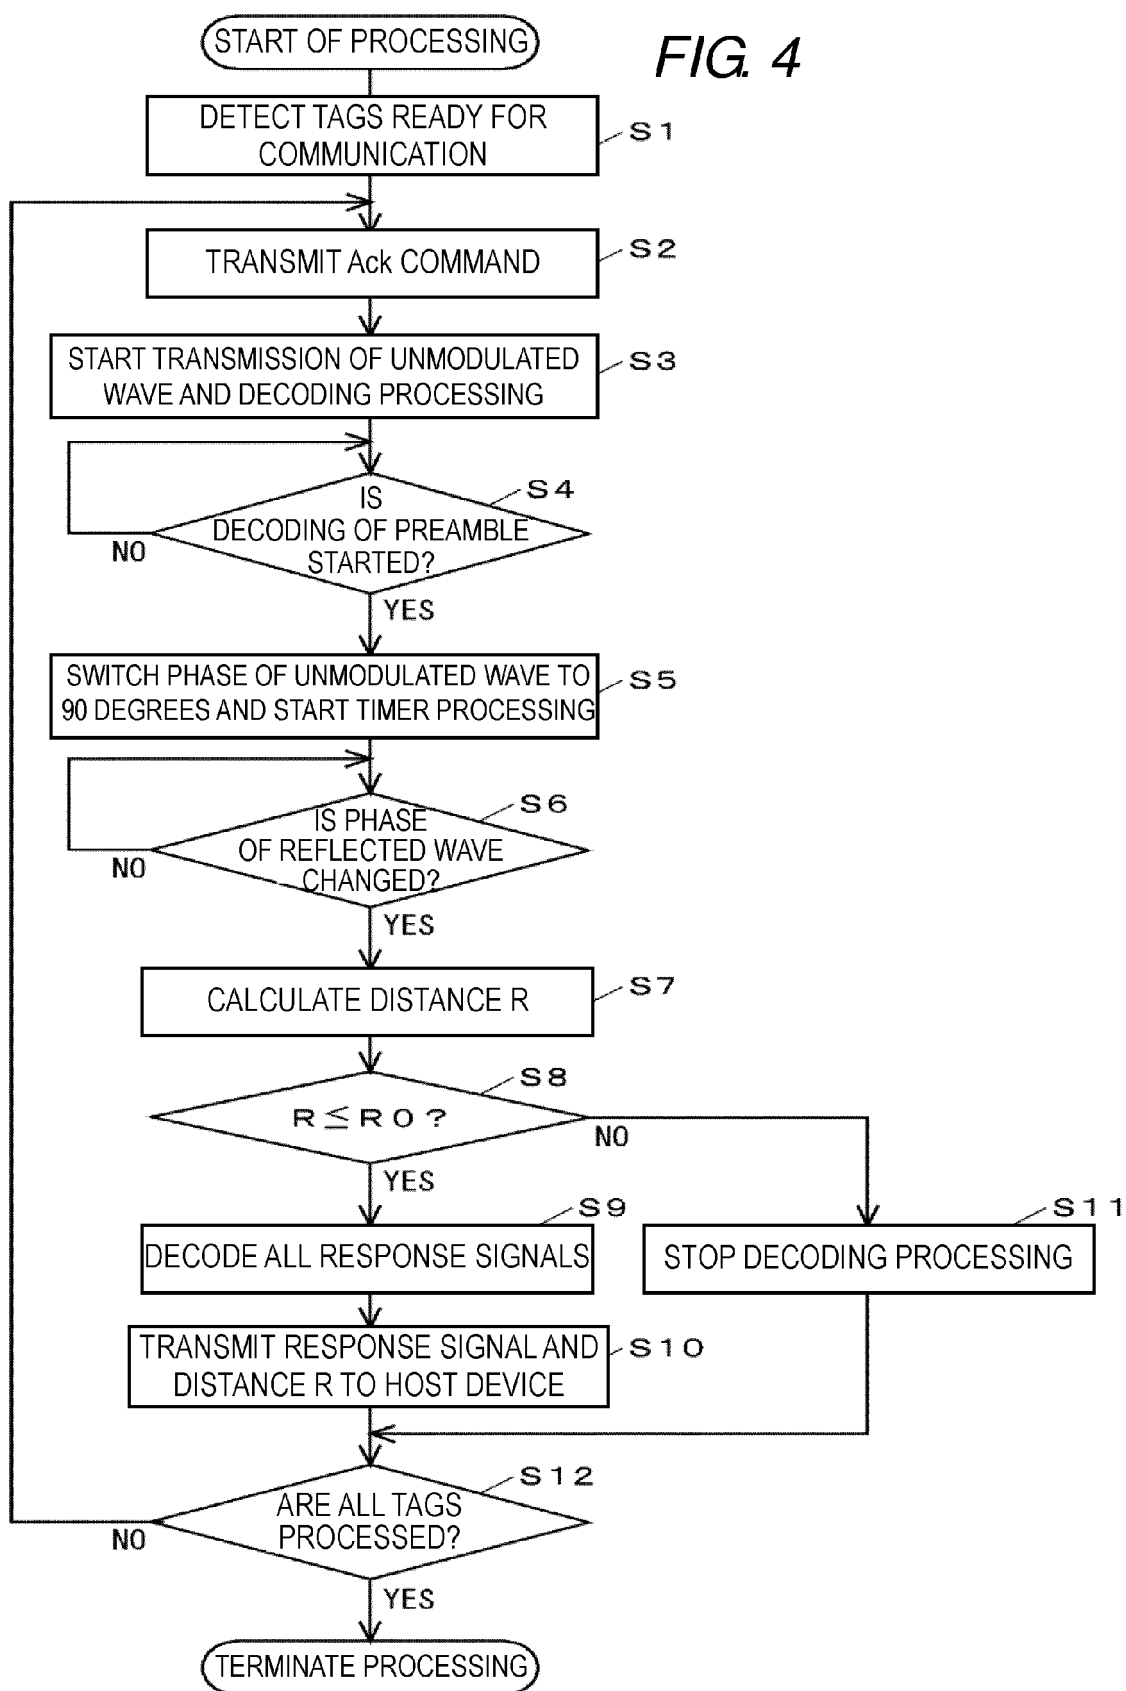 START OF PROCESSING
FIG. 4
DETECT TAGS READY FOR
COMMUNICATION
S1
TRANSMIT Ack COMMAND
S2
START TRANSMISSION OF UNMODULATED
WAVE AND DECODING PROCESSING
S3
IS
DECODING OF PREAMBLE
STARTED?
S4
NO
YES
SWITCH PHASE OF UNMODULATED WAVE TO
90 DEGREES AND START TIMER PROCESSING
S5
IS PHASE
OF REFLECTED WAVE
CHANGED?
S6
NO
YES
CALCULATE DISTANCE R
S7
R ≦ R0?
S8
NO
YES
DECODE ALL RESPONSE SIGNALS
S9
STOP DECODING PROCESSING
S11
TRANSMIT RESPONSE SIGNAL AND
DISTANCE R TO HOST DEVICE
S10
ARE ALL TAGS
PROCESSED?
S12
NO
YES
TERMINATE PROCESSING